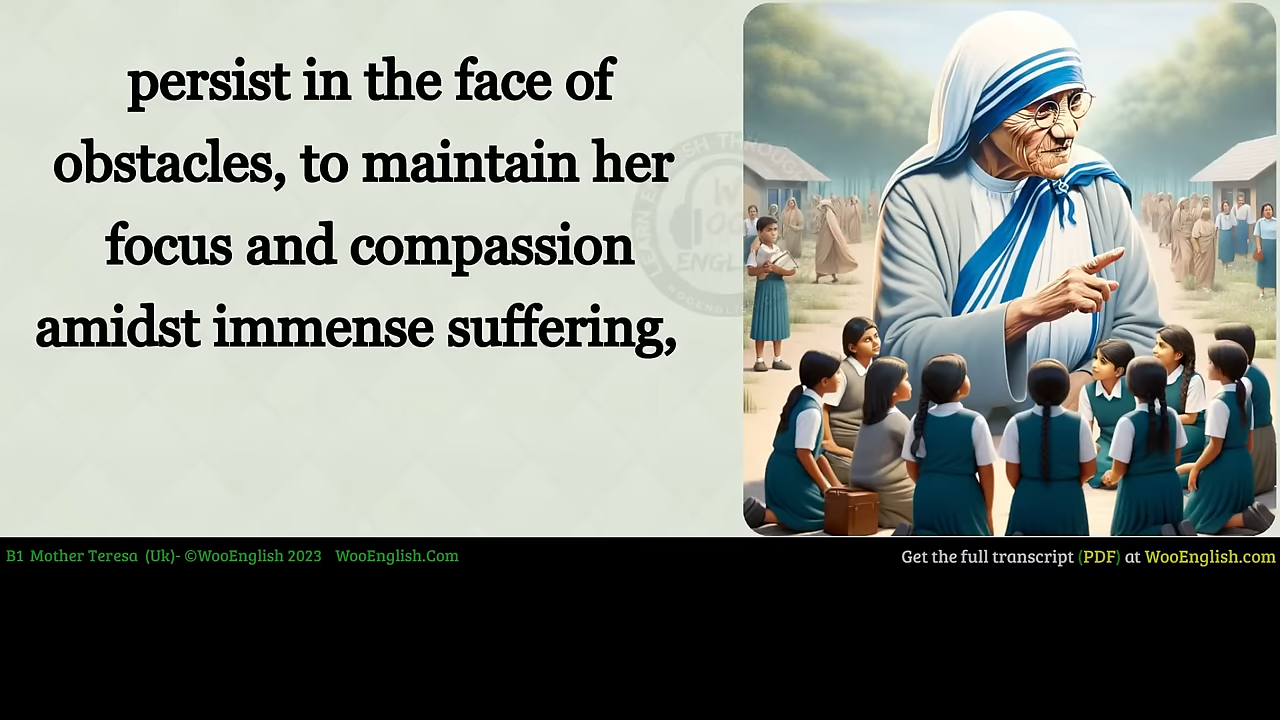 persist in the face of
obstacles, to maintain her
focus and compassion
amidst immense suffering,
B1 Mother Teresa (Uk)- ©WooEnglish 2023 WooEnglish.Com
Get the full transcript (PDF) at WooEnglish.com